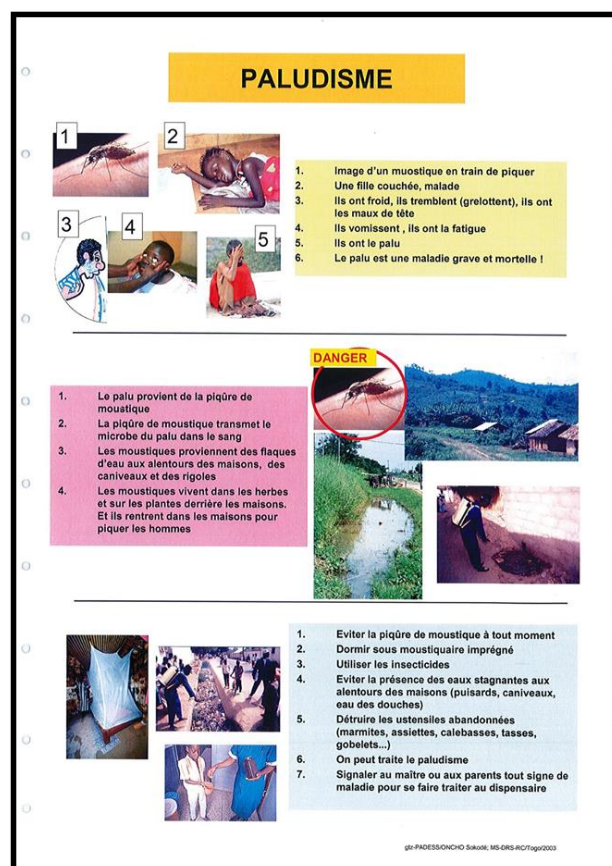 PALUDISME
1
2
3
4
5
1. Image d'un muostique en train de piquer
2. Une fille couchée, malade
3. Ils ont froid, ils tremblent (grelottent), ils ont
les maux de tête
4. Ils vomissent , ils ont la fatigue
5. Ils ont le palu
6. Le palu est une maladie grave et mortelle !
DANGER
1. Le palu provient de la piqûre de
moustique
2. La piqûre de moustique transmet le
microbe du palu dans le sang
3. Les moustiques proviennent des flaques
d'eau aux alentours des maisons, des
caniveaux et des rigoles
4. Les moustiques vivent dans les herbes
et sur les plantes derrière les maisons.
Et ils rentrent dans les maisons pour
piquer les hommes
1. Eviter la piqûre de moustique à tout moment
2. Dormir sous moustiquaire imprégné
3. Utiliser les insecticides
4. Eviter la présence des eaux stagnantes aux
alentours des maisons (puisards, caniveaux,
eau des douches)
5. Détruire les ustensiles abandonnées
(marmites, assiettes, calebasses, tasses,
gobelets...)
6. On peut traite le paludisme
7. Signaler au maître ou aux parents tout signe de
maladie pour se faire traiter au dispensaire
gtz-PADESS/ONCHO Sokodé; MS-DRS-RC/Togo/2003